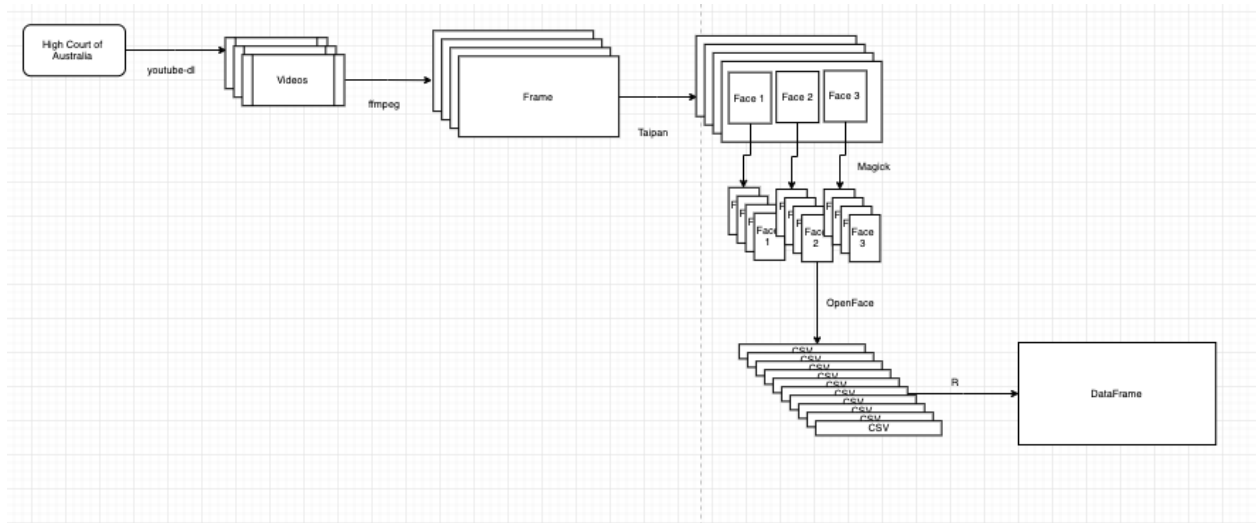 High Court of
Australia
youtube-dl
Videos
ffmpeg
Frame
Taipan
Face 1
Face 2
Face 3
Magick
F
F
F
Face
1
F
F
F
Face
2
F
F
F
Face
3
OpenFace
CSV
CSV
CSV
CSV
CSV
CSV
CSV
CSV
CSV
CSV
R
DataFrame